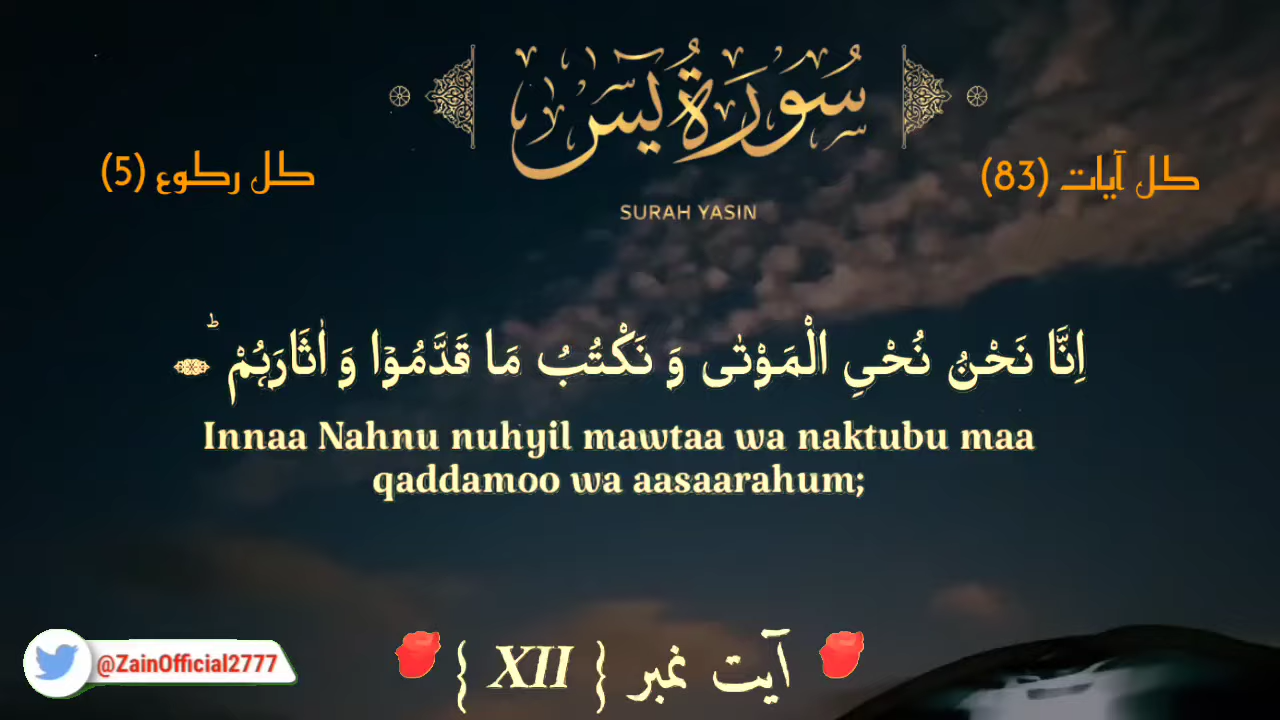 سُوْرَةُ يٰسٓ
کل آیات (83)
کل رکوع (5)
SURAH YASIN
اِنَّا نَحْنُ نُحْیِ الْمَوْتٰی وَ نَكْتُبُ مَا قَدَّمُوْا وَ اٰثَارَہُمْ ؕ
Innaa Nahnu nuhyil mawtaa wa naktubu maa
qaddamoo wa aasaarahum;
آیت نمبر { XII }
@ZainOfficial2777